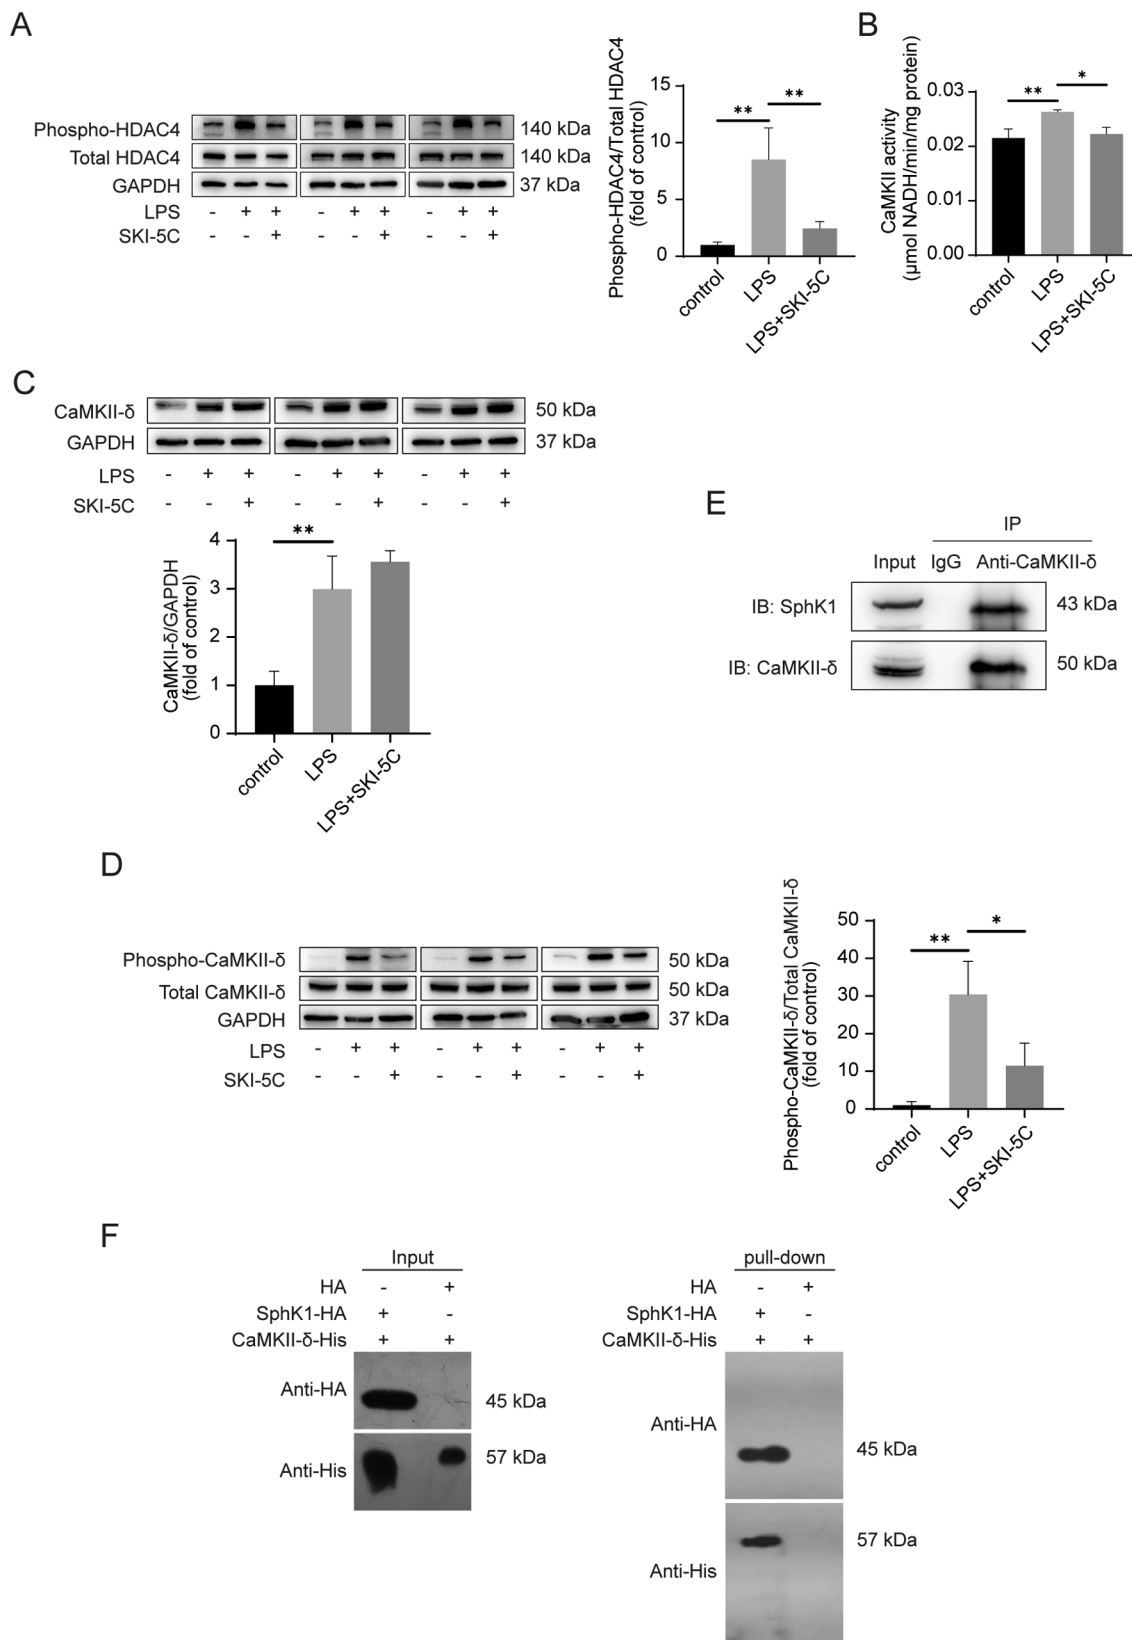 A
Phospho-HDAC4
140 kDa
Total HDAC4
140 kDa
GAPDH
37 kDa
LPS - + + - + + - + +
SKI-5C - - + - - + - - +
Phospho-HDAC4/Total HDAC4
(fold of control)
15
10
5
0
** **
control
LPS
LPS+SKI-5C
B
CaMKII activity
(μmol NADH/min/mg protein)
0.03
0.02
0.01
0.00
** *
control
LPS
LPS+SKI-5C
C
CaMKII-δ
50 kDa
GAPDH
37 kDa
LPS - + + - + + - + +
SKI-5C - - + - - + - - +
CaMKII-δ/GAPDH
(fold of control)
4
3
2
1
0
**
control
LPS
LPS+SKI-5C
E
IP
Input IgG Anti-CaMKII-δ
IB: SphK1
43 kDa
IB: CaMKII-δ
50 kDa
D
Phospho-CaMKII-δ
50 kDa
Total CaMKII-δ
50 kDa
GAPDH
37 kDa
LPS - + + - + + - + +
SKI-5C - - + - - + - - +
Phospho-CaMKII-δ/Total CaMKII-δ
(fold of control)
50
40
30
20
10
0
** *
control
LPS
LPS+SKI-5C
F
Input
HA - +
SphK1-HA + -
CaMKII-δ-His + +
Anti-HA
45 kDa
Anti-His
57 kDa
pull-down
HA - +
SphK1-HA + -
CaMKII-δ-His + +
Anti-HA
45 kDa
Anti-His
57 kDa